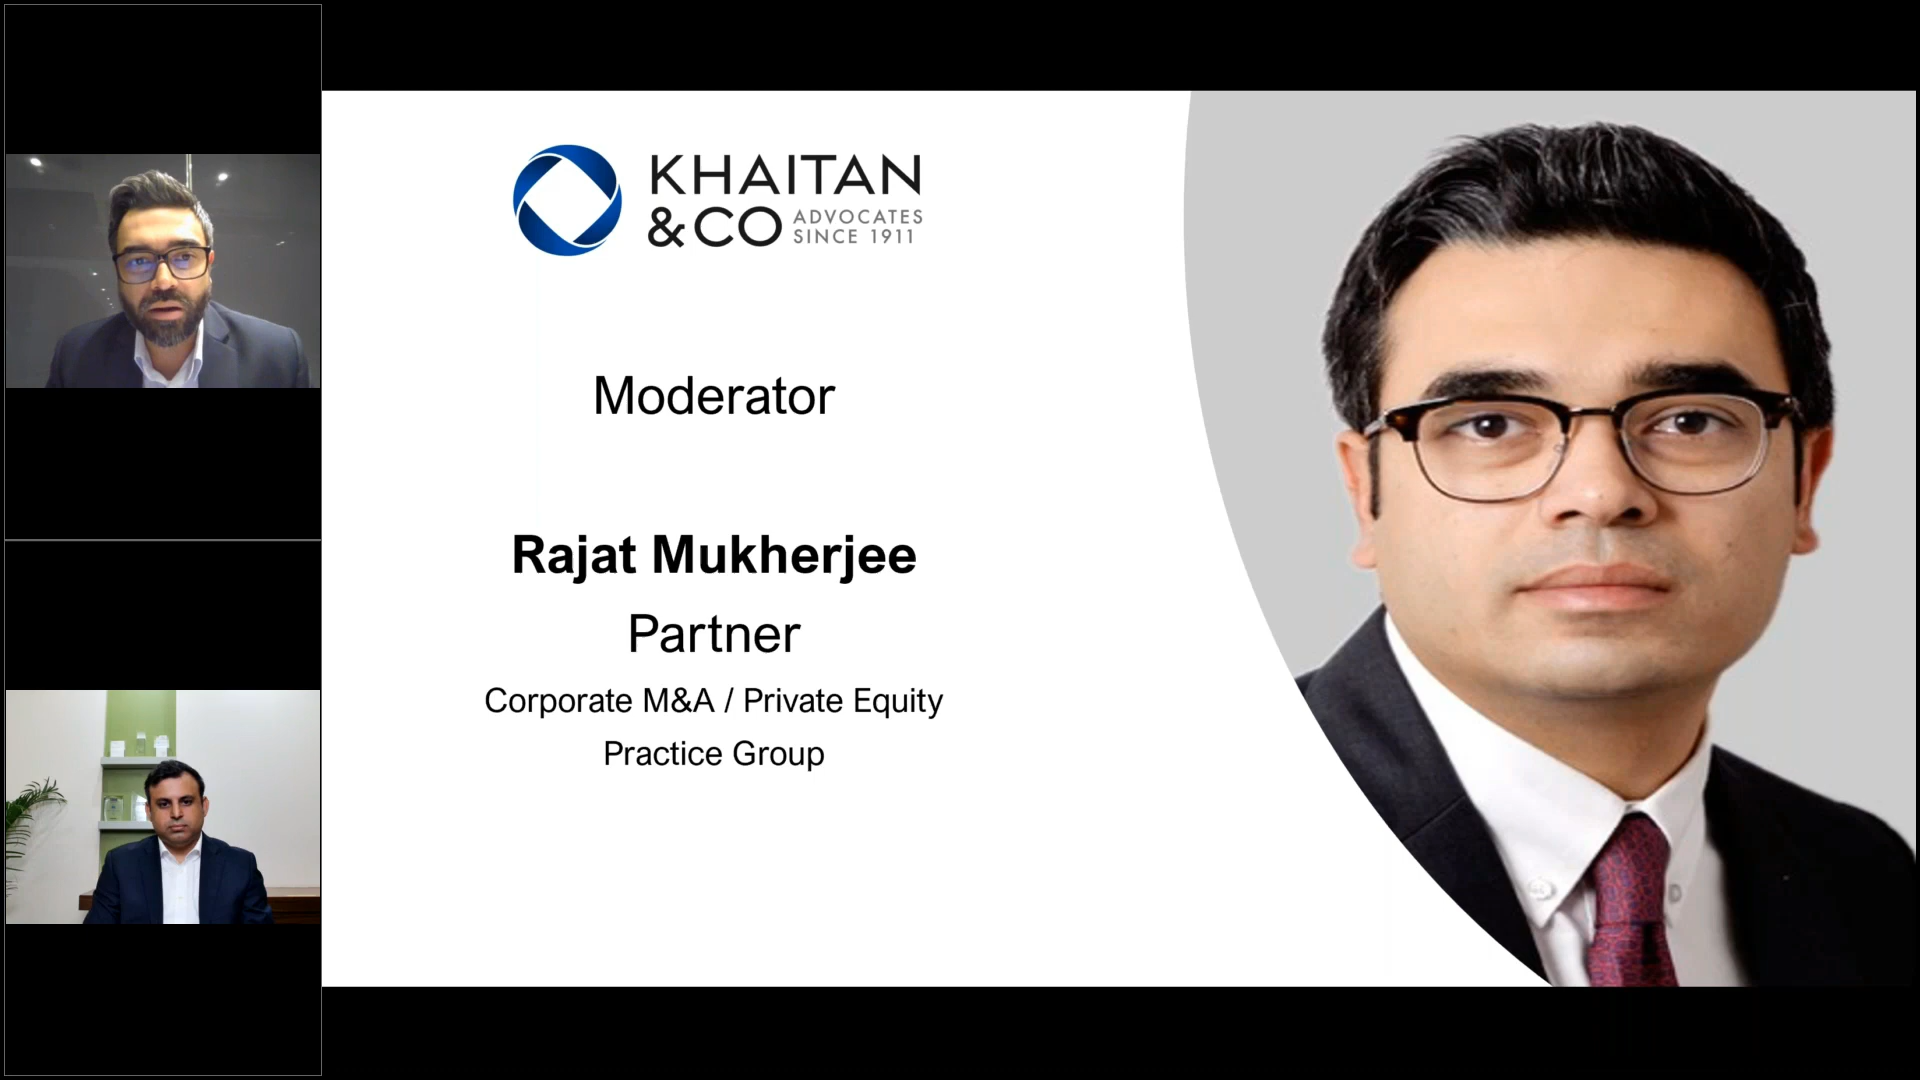 KHAITAN
& CO ADVOCATES
SINCE 1911
Moderator
Rajat Mukherjee
Partner
Corporate M&A / Private Equity
Practice Group